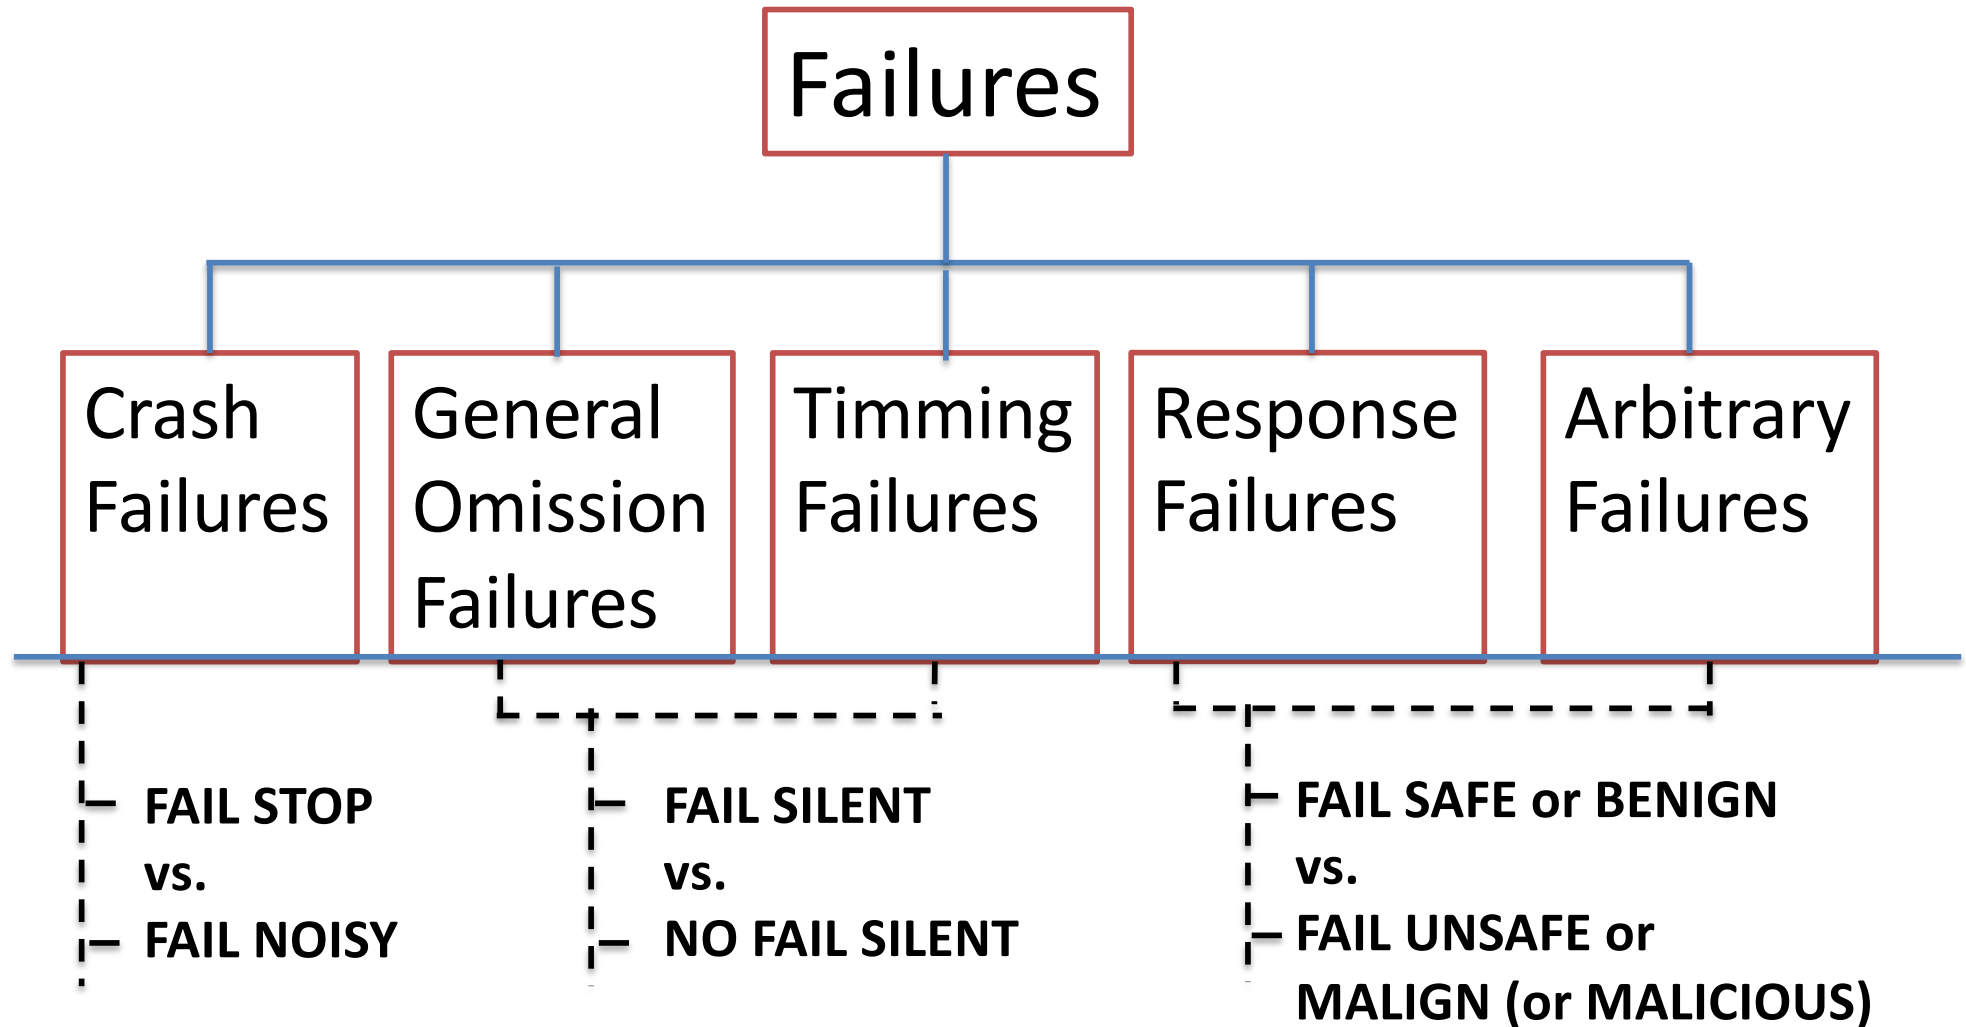 Failures
Crash
Failures
General
Omission
Failures
Timming
Failures
Response
Failures
Arbitrary
Failures
FAIL STOP
vs.
FAIL NOISY
FAIL SILENT
vs.
NO FAIL SILENT
FAIL SAFE or BENIGN
vs.
FAIL UNSAFE or
MALIGN (or MALICIOUS)